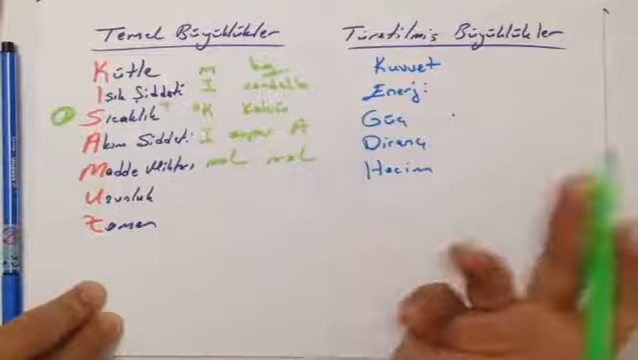 Temel Büyüklükler
Kütle m kg
Işık Şiddeti I candella
Sıcaklık T °K Kelvin
Akım Şiddeti I amper A
Madde Miktarı mol mol
Uzunluk
Zaman
Türetilmiş Büyüklükler
Kuvvet
Enerji
Güç
Direnç
Hacim